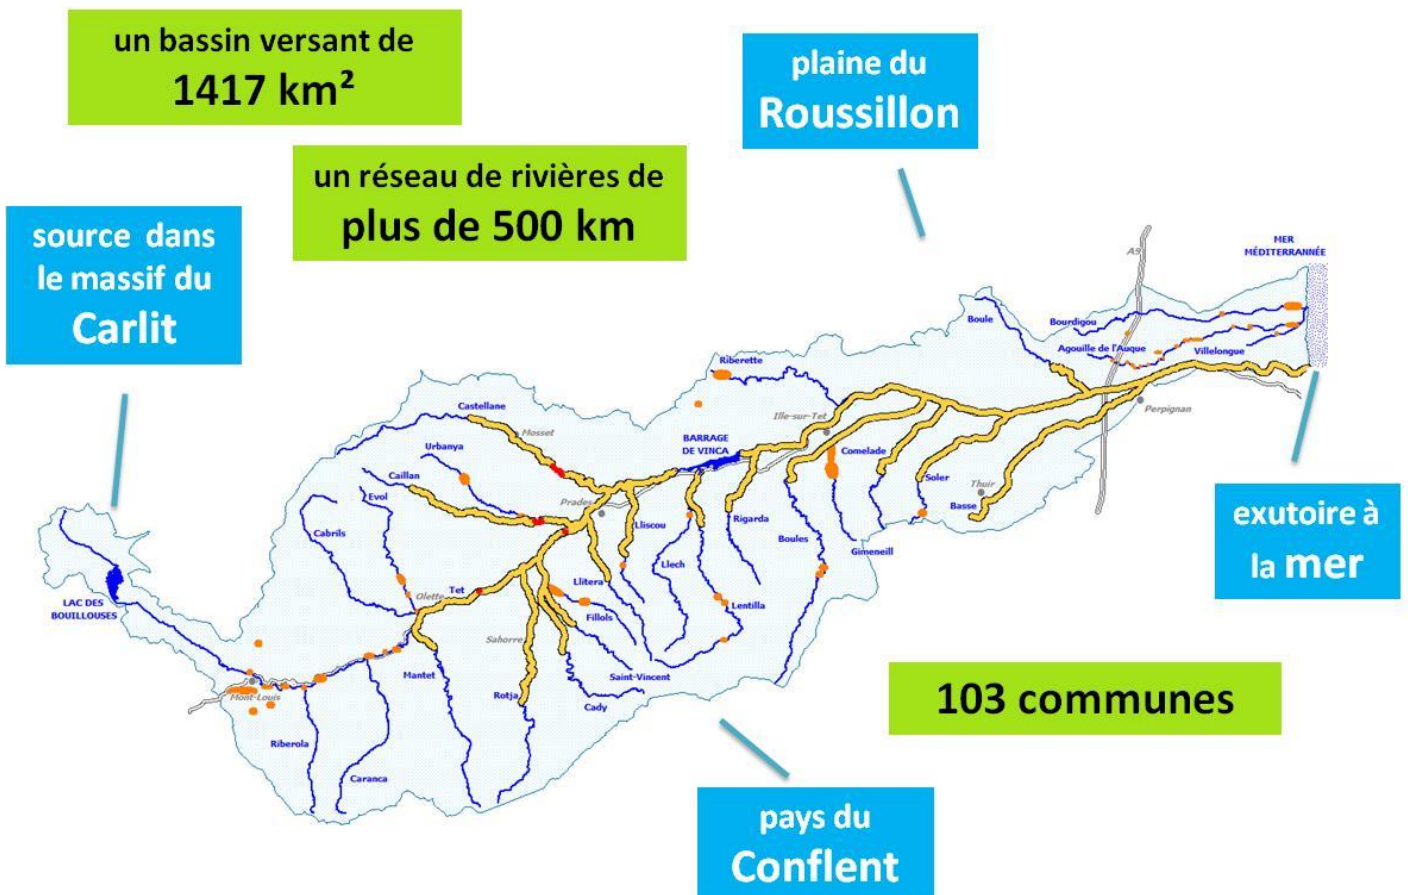 un bassin versant de
1417 km²
plaine du
Roussillon
un réseau de rivières de
plus de 500 km
source dans
le massif du
Carlit
MER
MÉDITERRANNÉE
A9
Boule
Bourdigou
Agouille de l'Auque
Villelongue
Riberette
Perpignan
Castellane
Mosset
Ille-sur-Tet
Urbanya
BARRAGE
DE VINCA
Comelade
Caillan
Evol
Soler
Thuir
Basse
Prades
Lliscou
Rigarda
Cabrils
Boules
Gimeneill
exutoire à
la mer
Llech
Llitera
Tet
Olette
LAC DES
BOUILLOUSES
Fillols
Lentilla
Sahorre
Mantet
Saint-Vincent
Mont-Louis
Rotja
Cady
103 communes
Riberola
Caranca
pays du
Conflent